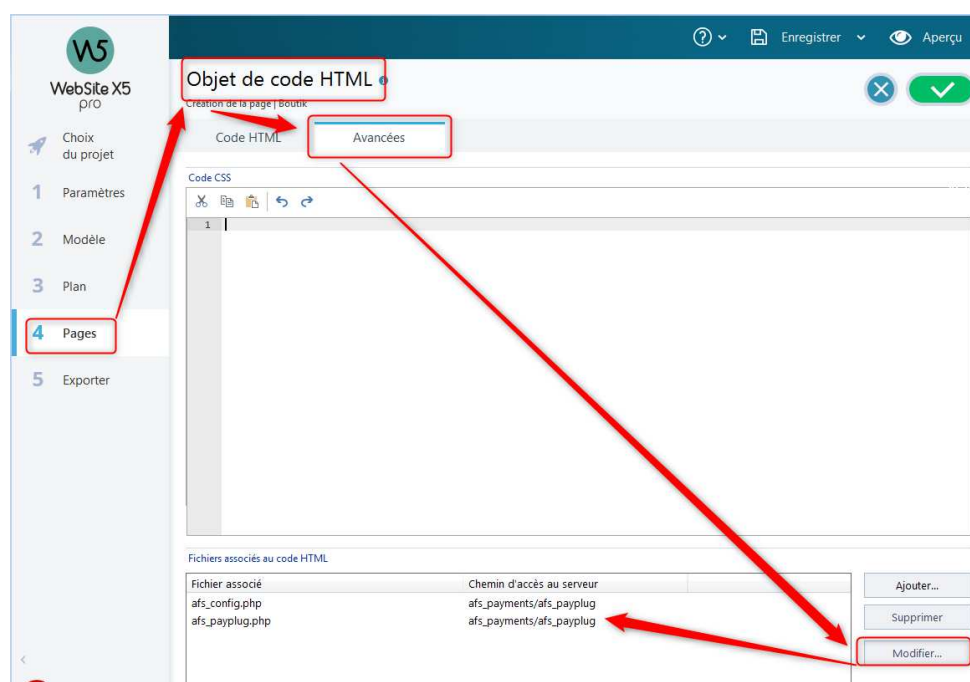 W5
WebSite X5
pro
Enregistrer
Aperçu
Objet de code HTML
Création de la page | Boutik
Choix
du projet
1 Paramètres
2 Modèle
3 Plan
4 Pages
5 Exporter
Code HTML Avancées
Code CSS
1
Fichiers associés au code HTML
Fichier associé Chemin d'accès au serveur
afs_config.php afs_payments/afs_payplug
afs_payplug.php afs_payments/afs_payplug
Ajouter...
Supprimer
Modifier...